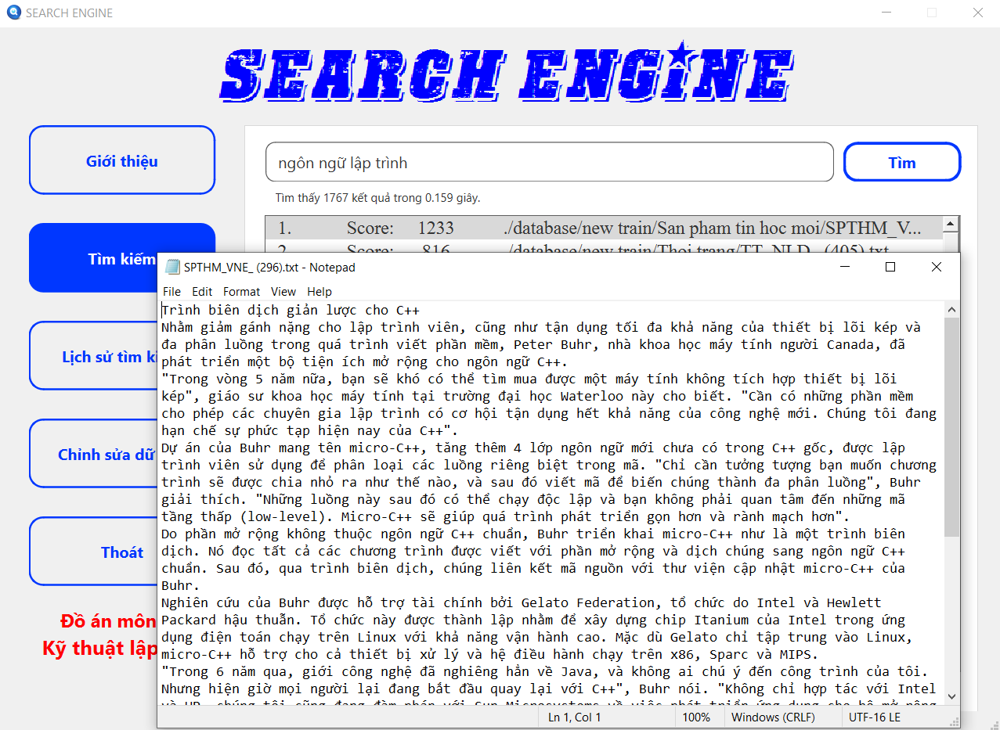 SEARCH ENGINE
SEARCH ENGiNE
Giới thiệu
Tìm kiếm
Lịch sử tìm
Chỉnh sửa dữ
Thoát
Đồ án môn
Kỹ thuật lập
ngôn ngữ lập trình
Tìm
Tìm thấy 1767 kết quả trong 0.159 giây.
1. Score: 1233 ./database/new train/San pham tin hoc moi/SPTHM_V...
2. Score: 816 ./database/new train/Thoi trang/TT_NLD_ (405).txt
SPTHM_VNE_ (296).txt - Notepad
File Edit Format View Help
Trình biên dịch giản lược cho C++
Nhằm giảm gánh nặng cho lập trình viên, cũng như tận dụng tối đa khả năng của thiết bị lõi kép và
đa phân luồng trong quá trình viết phần mềm, Peter Buhr, nhà khoa học máy tính người Canada, đã
phát triển một bộ tiện ích mở rộng cho ngôn ngữ C++.
"Trong vòng 5 năm nữa, bạn sẽ khó có thể tìm mua được một máy tính không tích hợp thiết bị lõi
kép", giáo sư khoa học máy tính tại trường đại học Waterloo này cho biết. "Cần có những phần mềm
cho phép các chuyên gia lập trình có cơ hội tận dụng hết khả năng của công nghệ mới. Chúng tôi đang
hạn chế sự phức tạp hiện nay của C++".
Dự án của Buhr mang tên micro-C++, tăng thêm 4 lớp ngôn ngữ mới chưa có trong C++ gốc, được lập
trình viên sử dụng để phân loại các luồng riêng biệt trong mã. "Chỉ cần tưởng tượng bạn muốn chương
trình sẽ được chia nhỏ ra như thế nào, và sau đó viết mã để biến chúng thành đa phân luồng", Buhr
giải thích. "Những luồng này sau đó có thể chạy độc lập và bạn không phải quan tâm đến những mã
tầng thấp (low-level). Micro-C++ sẽ giúp quá trình phát triển gọn hơn và rành mạch hơn".
Do phần mở rộng không thuộc ngôn ngữ C++ chuẩn, Buhr triển khai micro-C++ như là một trình biên
dịch. Nó đọc tất cả các chương trình được viết với phần mở rộng và dịch chúng sang ngôn ngữ C++
chuẩn. Sau đó, qua trình biên dịch, chúng liên kết mã nguồn với thư viện cập nhật micro-C++ của
Buhr.
Nghiên cứu của Buhr được hỗ trợ tài chính bởi Gelato Federation, tổ chức do Intel và Hewlett
Packard hậu thuẫn. Tổ chức này được thành lập nhằm để xây dựng chip Itanium của Intel trong ứng
dụng điện toán chạy trên Linux với khả năng vận hành cao. Mặc dù Gelato chỉ tập trung vào Linux,
micro-C++ hỗ trợ cho cả thiết bị xử lý và hệ điều hành chạy trên x86, Sparc và MIPS.
"Trong 6 năm qua, giới công nghệ đã nghiêng hẳn về Java, và không ai chú ý đến công trình của tôi.
Nhưng hiện giờ mọi người lại đang bắt đầu quay lại với C++", Buhr nói. "Không chỉ hợp tác với Intel
và HP, chúng tôi cũng đang đàm phán với Sun Microsystems về việc phát triển ứng dụng cho bộ mở rộng
Ln 1, Col 1 100% Windows (CRLF) UTF-16 LE